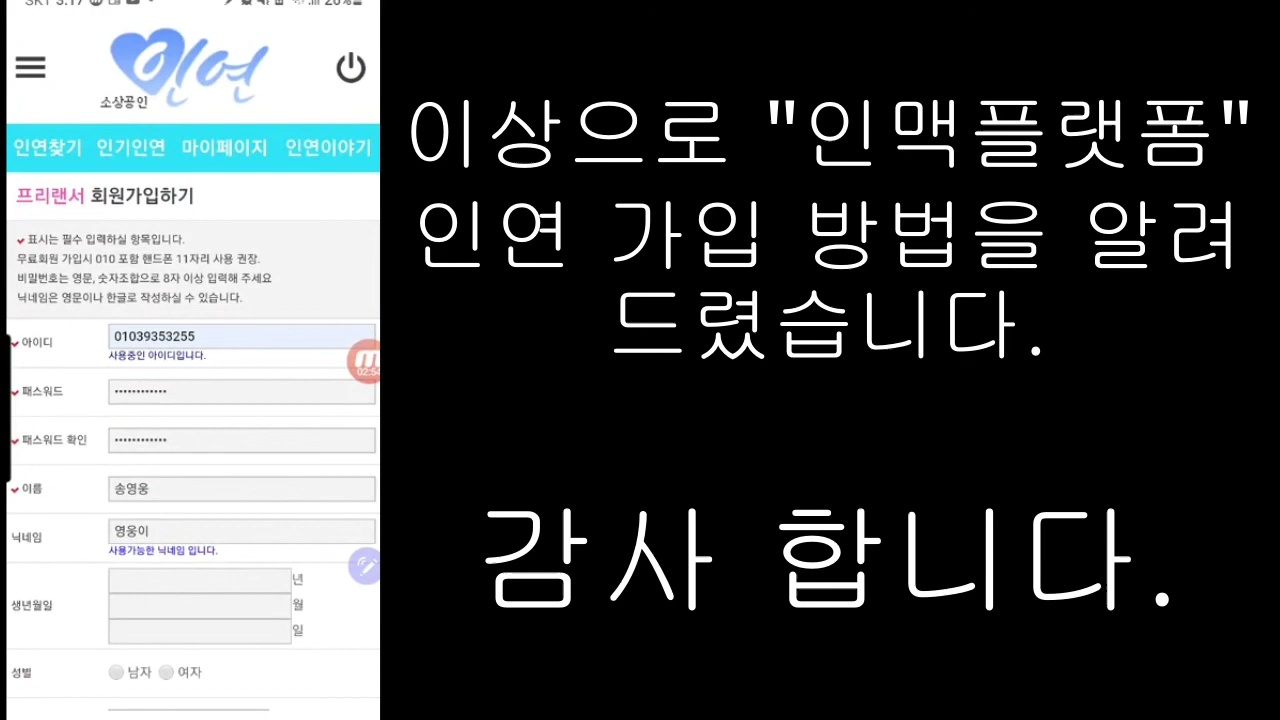 SKT 3:17
26%
인연
소상공인
인연찾기 인기인연 마이페이지 인연이야기
프리랜서 회원가입하기
표시는 필수 입력하실 항목입니다.
무료회원 가입시 010 포함 핸드폰 11자리 사용 권장.
비밀번호는 영문, 숫자조합으로 8자 이상 입력해 주세요
닉네임은 영문이나 한글로 작성하실 수 있습니다.
아이디 01039353255
사용중인 아이디입니다.
패스워드 ••••••••••••
패스워드 확인 ••••••••••••
이름 송영웅
닉네임 영웅이
사용가능한 닉네임 입니다.
년
생년월일 월
일
성별 남자 여자
이상으로 "인맥플랫폼"
인연 가입 방법을 알려
드렸습니다.
감사 합니다.